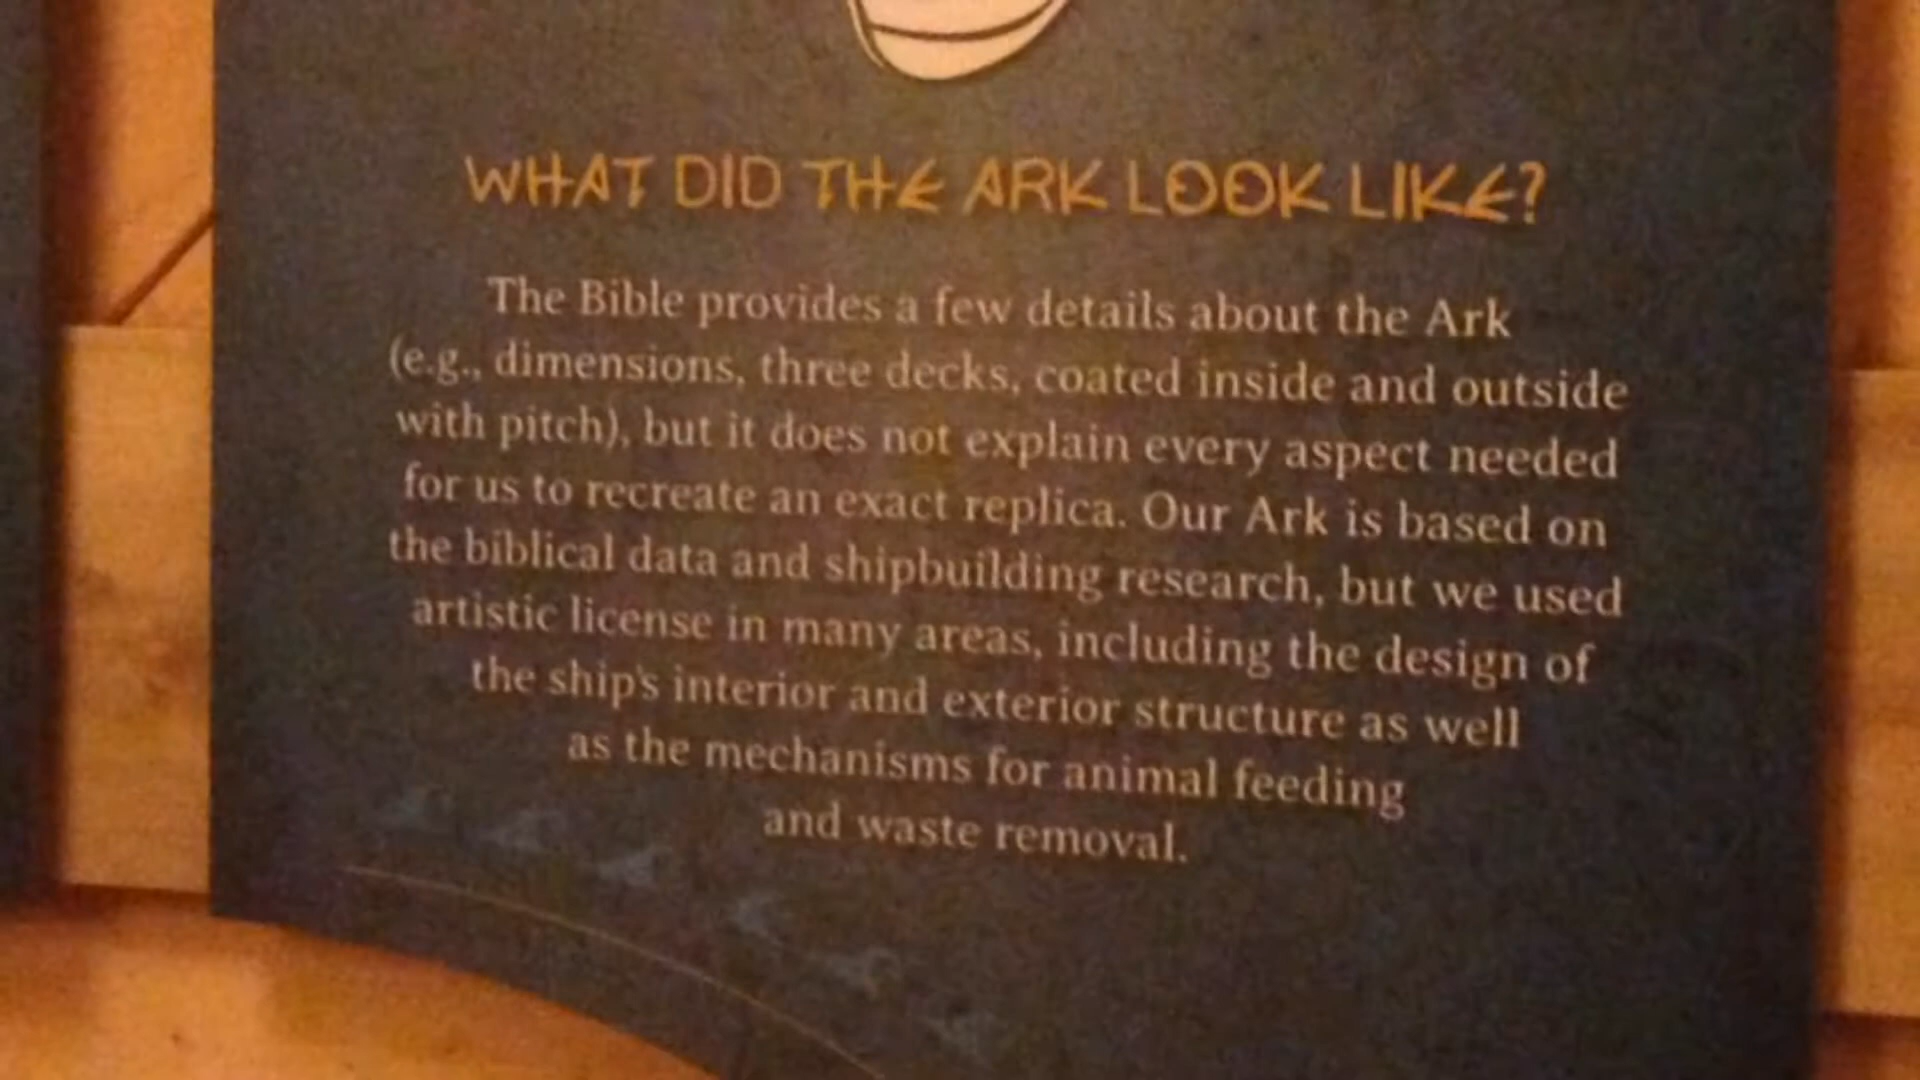 WHAT DID THE ARK LOOK LIKE?
The Bible provides a few details about the Ark
(e.g., dimensions, three decks, coated inside and outside
with pitch), but it does not explain every aspect needed
for us to recreate an exact replica. Our Ark is based on
the biblical data and shipbuilding research, but we used
artistic license in many areas, including the design of
the ship's interior and exterior structure as well
as the mechanisms for animal feeding
and waste removal.